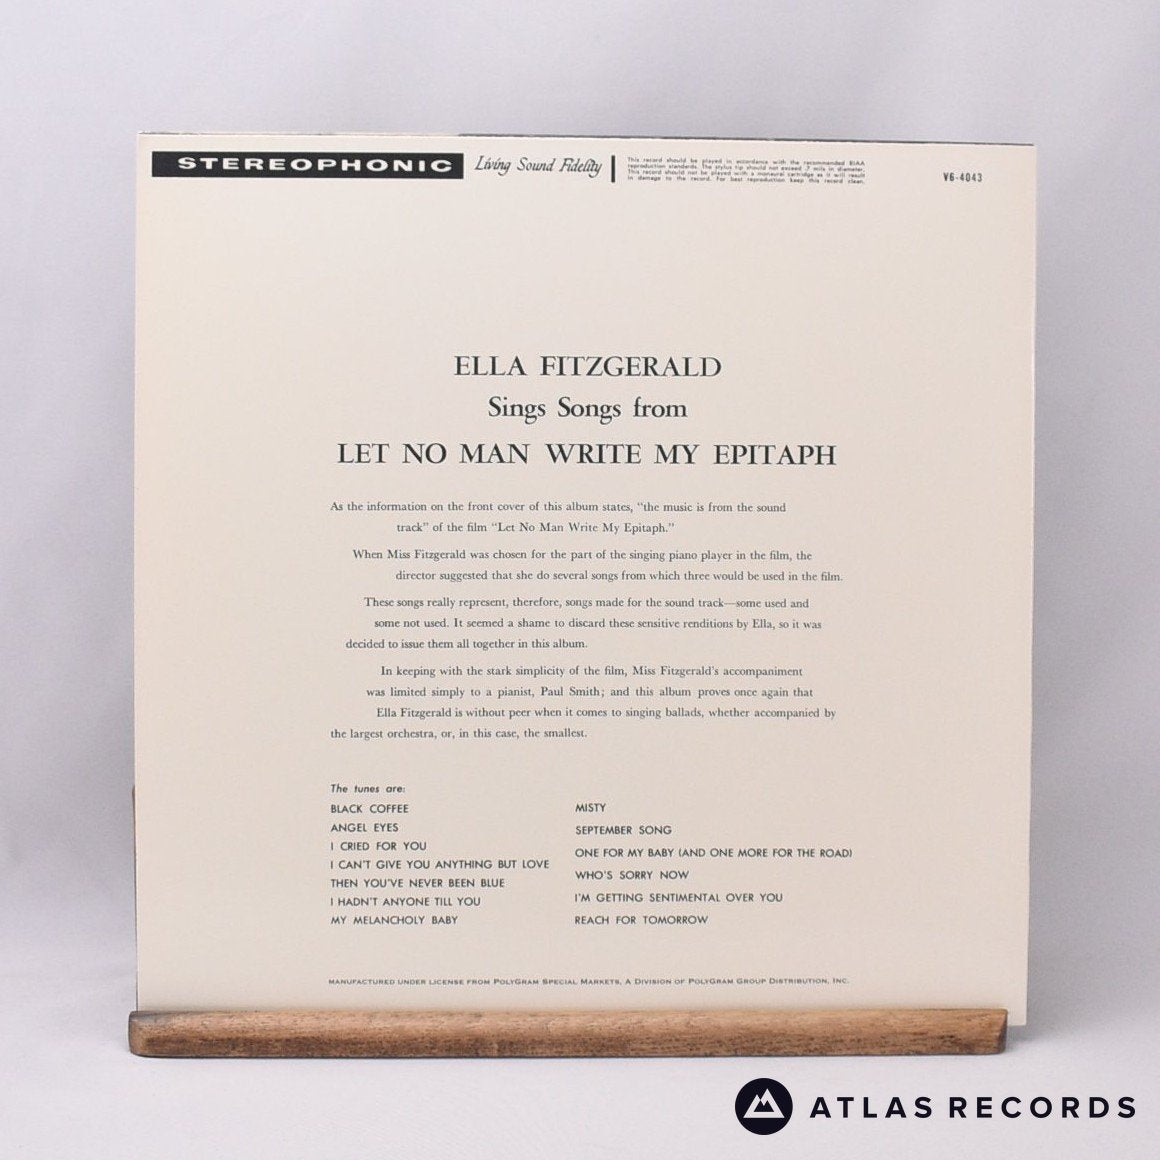 STEREOPHONIC Living Sound Fidelity
This record should be played in accordance with the recommended RIAA
reproduction standards. The stylus tip should not exceed .7 mils in diameter.
This record should not be played with a monaural cartridge as it will result
in damage to the record. For best reproduction keep this record clean.
V6-4043
ELLA FITZGERALD
Sings Songs from
LET NO MAN WRITE MY EPITAPH
As the information on the front cover of this album states, "the music is from the sound
track" of the film "Let No Man Write My Epitaph."
When Miss Fitzgerald was chosen for the part of the singing piano player in the film, the
director suggested that she do several songs from which three would be used in the film.
These songs really represent, therefore, songs made for the sound track—some used and
some not used. It seemed a shame to discard these sensitive renditions by Ella, so it was
decided to issue them all together in this album.
In keeping with the stark simplicity of the film, Miss Fitzgerald's accompaniment
was limited simply to a pianist, Paul Smith; and this album proves once again that
Ella Fitzgerald is without peer when it comes to singing ballads, whether accompanied by
the largest orchestra, or, in this case, the smallest.
The tunes are:
BLACK COFFEE
ANGEL EYES
I CRIED FOR YOU
I CAN'T GIVE YOU ANYTHING BUT LOVE
THEN YOU'VE NEVER BEEN BLUE
I HADN'T ANYONE TILL YOU
MY MELANCHOLY BABY
MISTY
SEPTEMBER SONG
ONE FOR MY BABY (AND ONE MORE FOR THE ROAD)
WHO'S SORRY NOW
I'M GETTING SENTIMENTAL OVER YOU
REACH FOR TOMORROW
MANUFACTURED UNDER LICENSE FROM POLYGRAM SPECIAL MARKETS, A DIVISION OF POLYGRAM GROUP DISTRIBUTION, INC.
ATLAS RECORDS